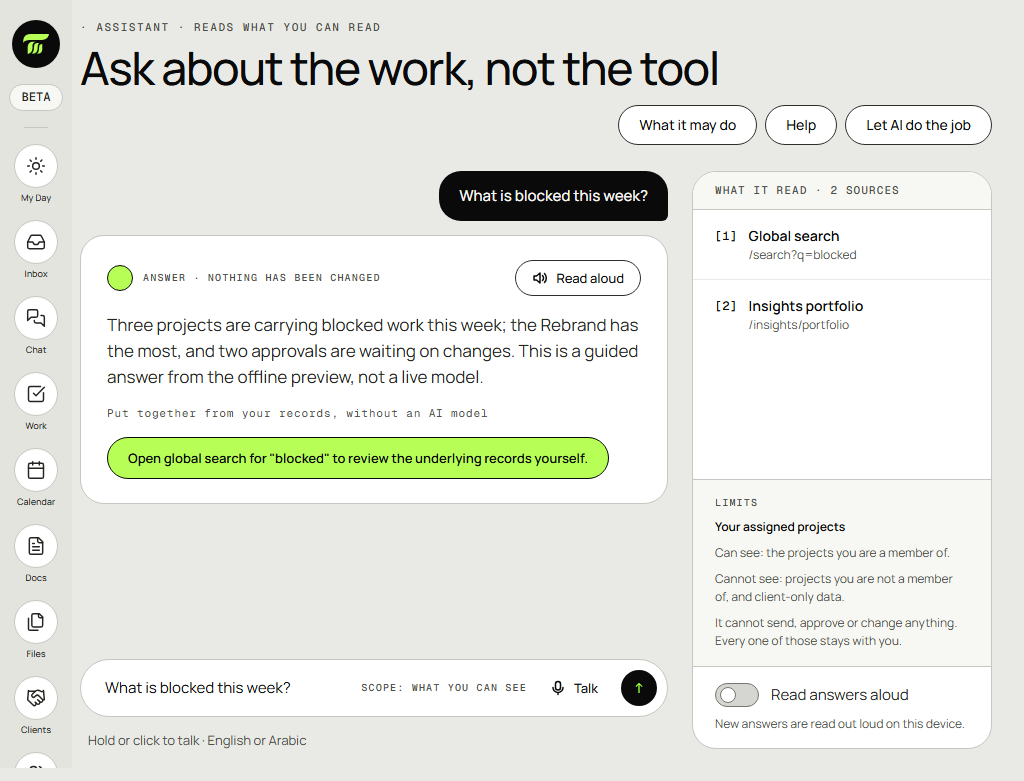 · ASSISTANT · READS WHAT YOU CAN READ
Ask about the work, not the tool
BETA
What it may do
Help
Let AI do the job
My Day
Inbox
Chat
Work
Calendar
Docs
Files
Clients
What is blocked this week?
ANSWER · NOTHING HAS BEEN CHANGED
Read aloud
Three projects are carrying blocked work this week; the Rebrand has
the most, and two approvals are waiting on changes. This is a guided
answer from the offline preview, not a live model.
Put together from your records, without an AI model
Open global search for "blocked" to review the underlying records yourself.
What is blocked this week?
SCOPE: WHAT YOU CAN SEE
Talk
Hold or click to talk · English or Arabic
WHAT IT READ · 2 SOURCES
[1] Global search
/search?q=blocked
[2] Insights portfolio
/insights/portfolio
LIMITS
Your assigned projects
Can see: the projects you are a member of.
Cannot see: projects you are not a member
of, and client-only data.
It cannot send, approve or change anything.
Every one of those stays with you.
Read answers aloud
New answers are read out loud on this device.